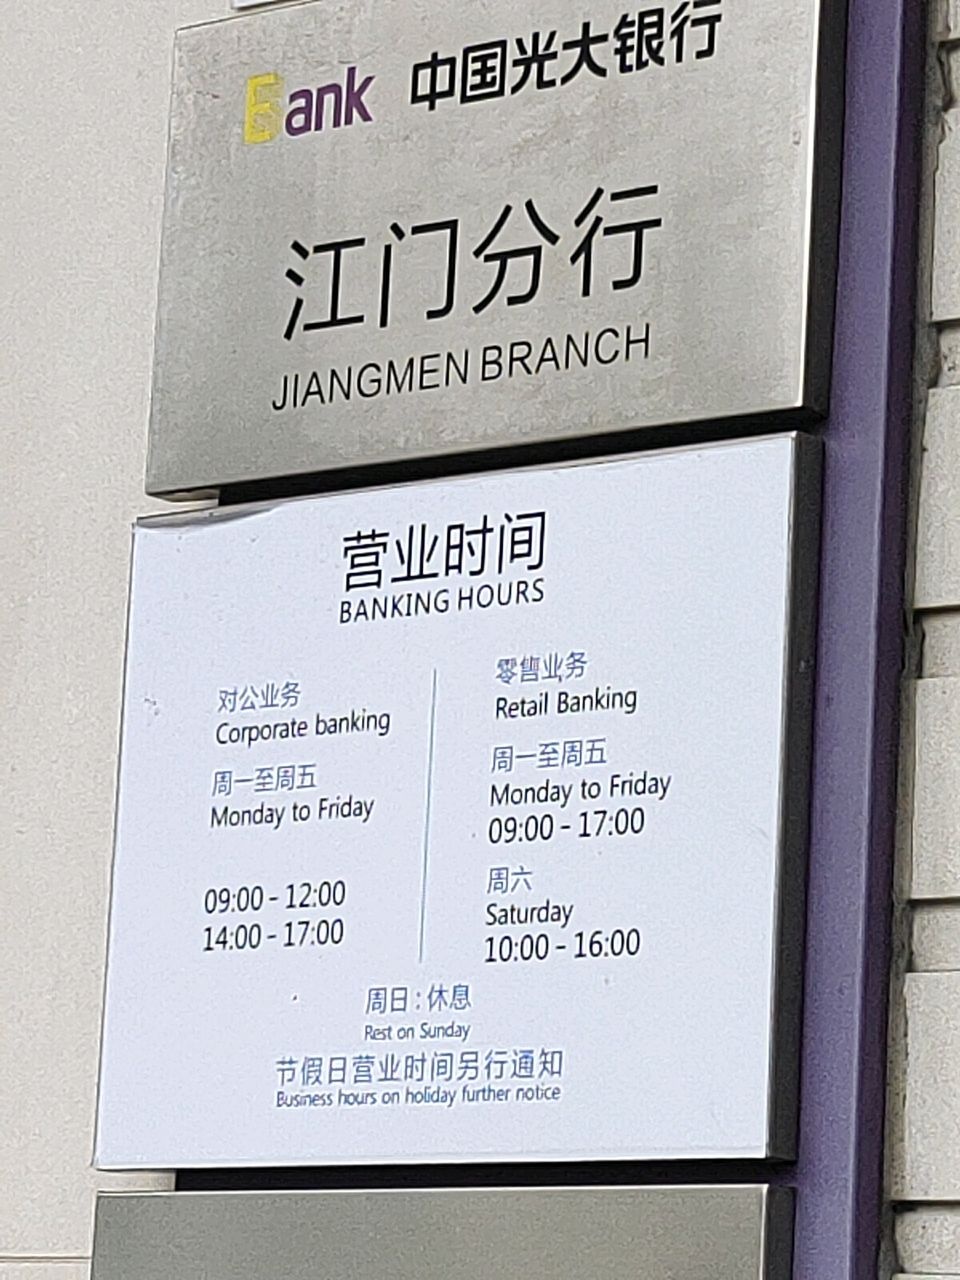 Bank 中国光大银行
江门分行
JIANGMEN BRANCH
营业时间
BANKING HOURS
对公业务
Corporate banking
周一至周五
Monday to Friday
09:00 - 12:00
14:00 - 17:00
零售业务
Retail Banking
周一至周五
Monday to Friday
09:00 - 17:00
周六
Saturday
10:00 - 16:00
周日：休息
Rest on Sunday
节假日营业时间另行通知
Business hours on holiday further notice